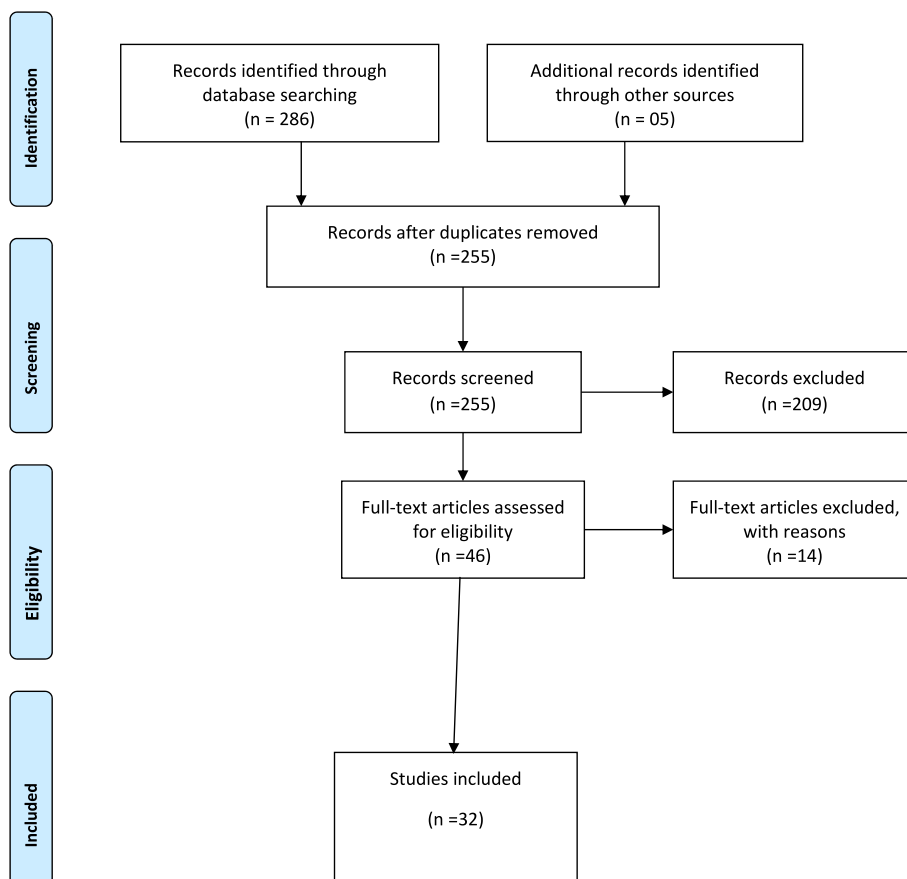 Identification
Records identified through
database searching
(n = 286)
Additional records identified
through other sources
(n = 05)
Records after duplicates removed
(n =255)
Screening
Records screened
(n =255)
Records excluded
(n =209)
Eligibility
Full-text articles assessed
for eligibility
(n =46)
Full-text articles excluded,
with reasons
(n =14)
Included
Studies included
(n =32)